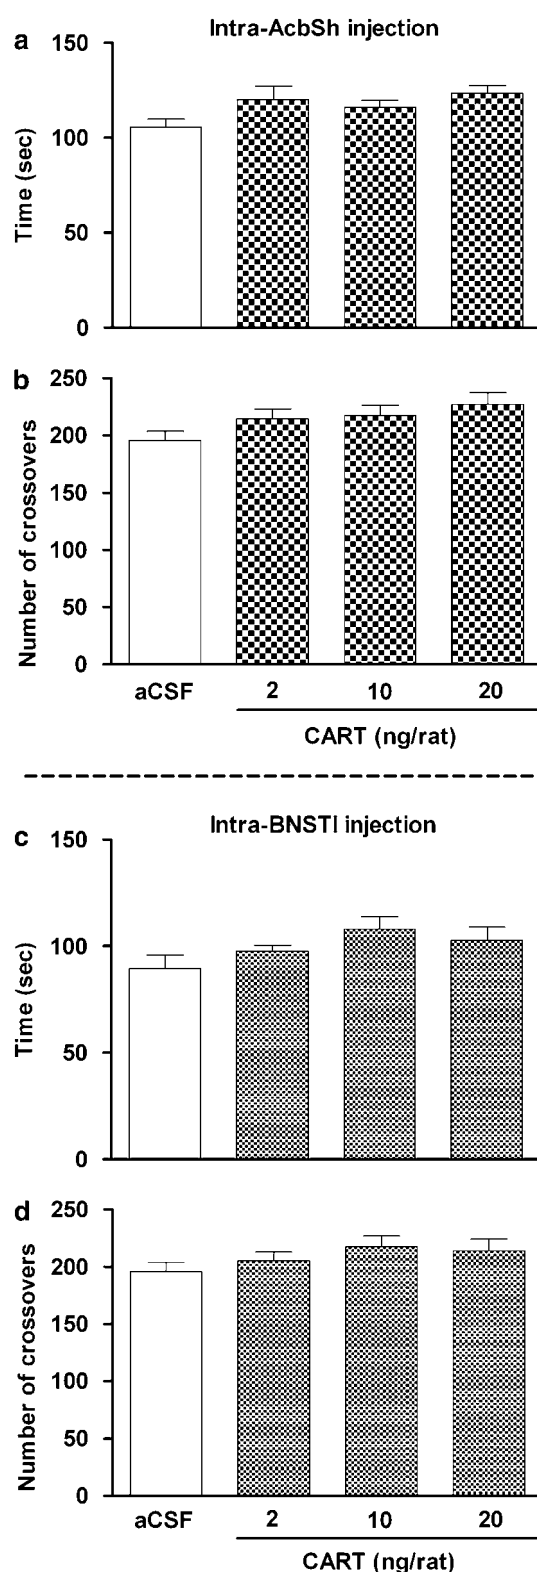 a
Intra-AcbSh injection
150
100
50
0
Time (sec)
b
250
200
150
100
50
0
Number of crossovers
aCSF 2 10 20
CART (ng/rat)
c
Intra-BNSTl injection
150
100
50
0
Time (sec)
d
250
200
150
100
50
0
Number of crossovers
aCSF 2 10 20
CART (ng/rat)